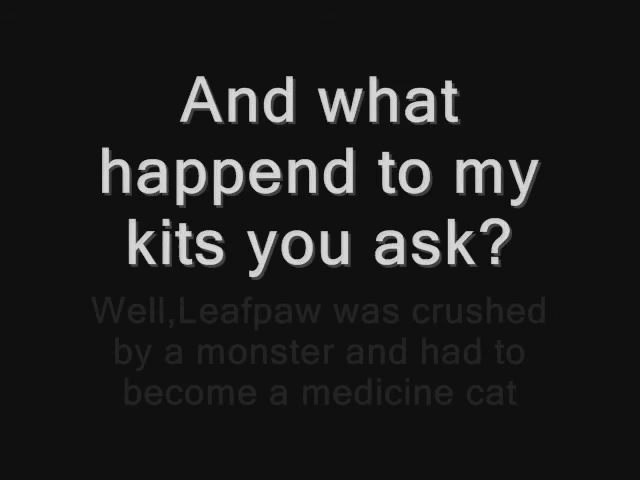 And what
happend to my
kits you ask?
Well,Leafpaw was crushed
by a monster and had to
become a medicine cat